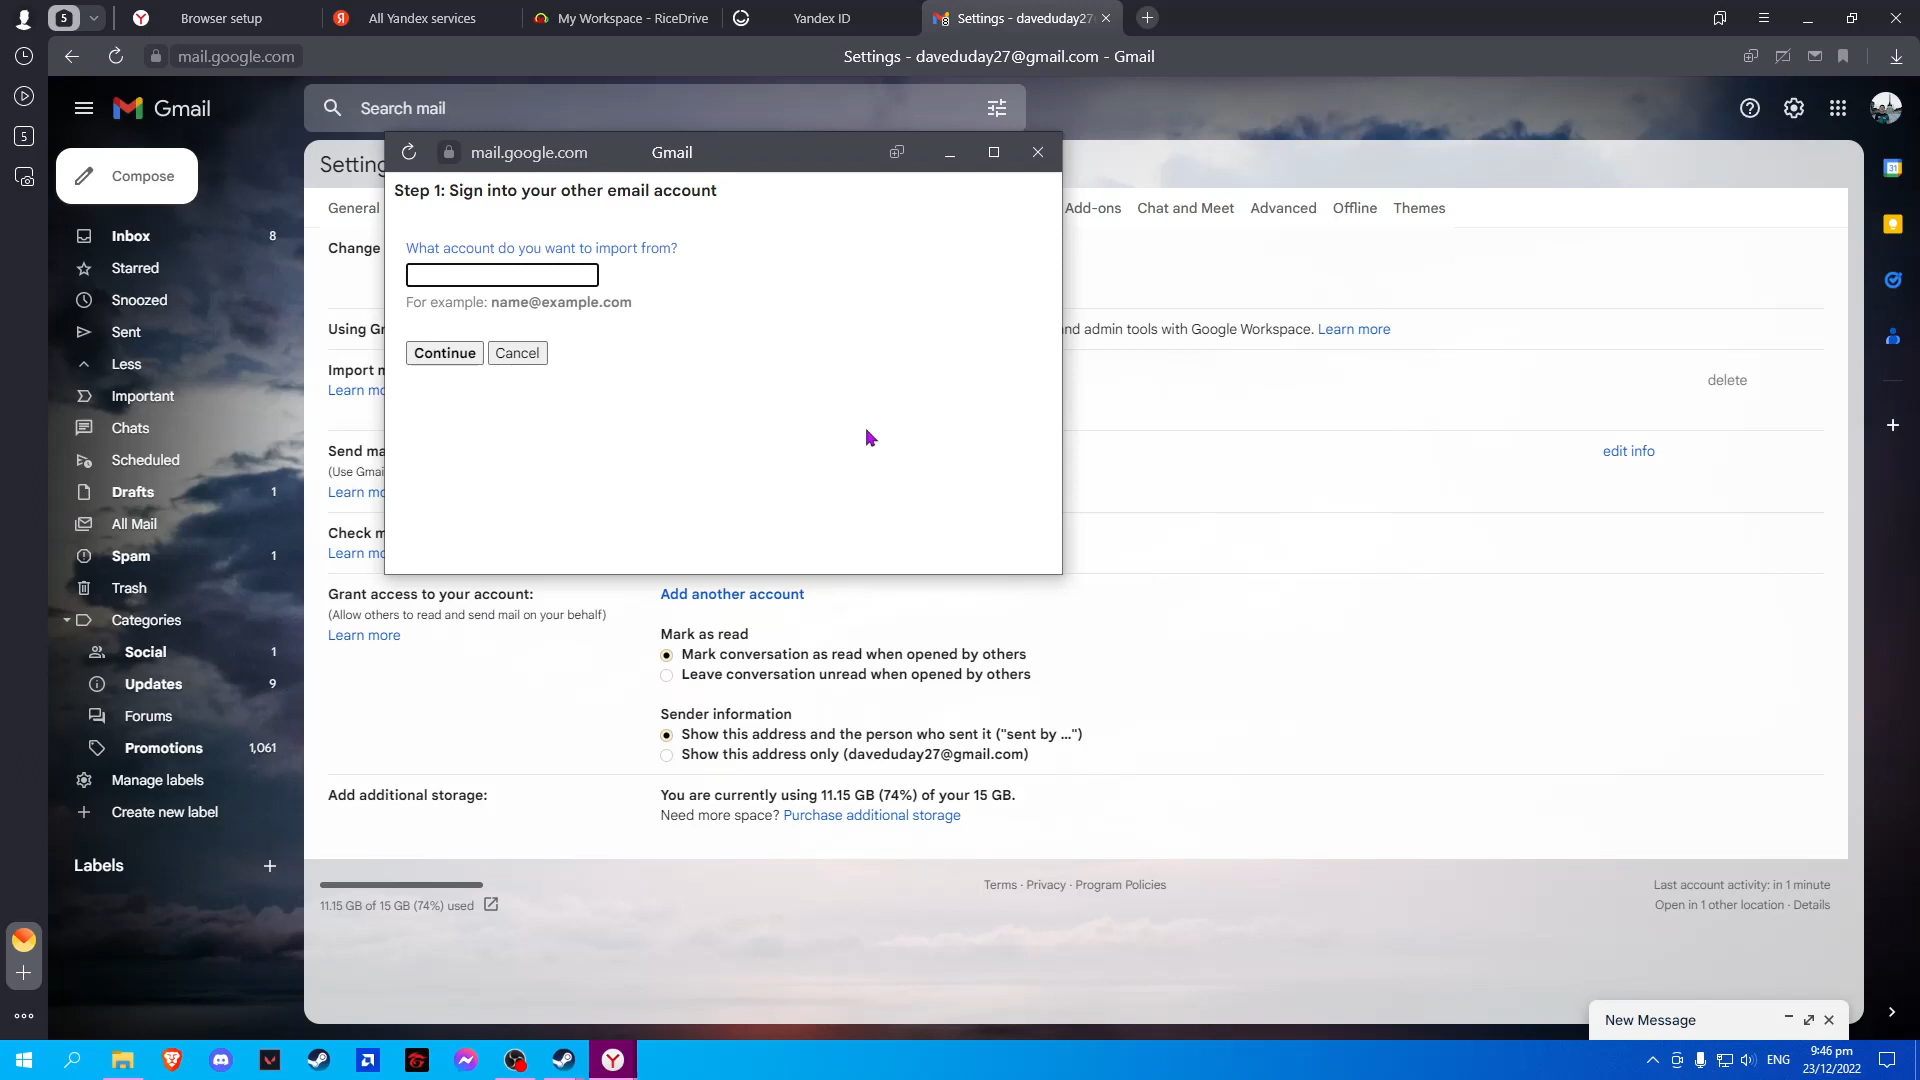 5
Browser setup
All Yandex services
My Workspace - RiceDrive
Yandex ID
Settings - daveduday27
mail.google.com
Settings - daveduday27@gmail.com - Gmail
5
Gmail
Search mail
Compose
Inbox 8
Starred
Snoozed
Sent
Less
Important
Chats
Scheduled
Drafts 1
All Mail
Spam 1
Trash
Categories
Social 1
Updates 9
Forums
Promotions 1,061
Manage labels
Create new label
Labels
mail.google.com Gmail
Step 1: Sign into your other email account
What account do you want to import from?
For example: name@example.com
Continue Cancel
General Add-ons Chat and Meet Advanced Offline Themes
Change
Using nd admin tools with Google Workspace. Learn more
Import
Learn
delete
Send
(Use
Learn
edit info
Check
Learn
Grant access to your account:
(Allow others to read and send mail on your behalf)
Learn more
Add another account
Mark as read
Mark conversation as read when opened by others
Leave conversation unread when opened by others
Sender information
Show this address and the person who sent it ("sent by ...")
Show this address only (daveduday27@gmail.com)
Add additional storage:
You are currently using 11.15 GB (74%) of your 15 GB.
Need more space? Purchase additional storage
11.15 GB of 15 GB (74%) used
Terms · Privacy · Program Policies
Last account activity: in 1 minute
Open in 1 other location · Details
New Message
ENG
9:46 pm
23/12/2022